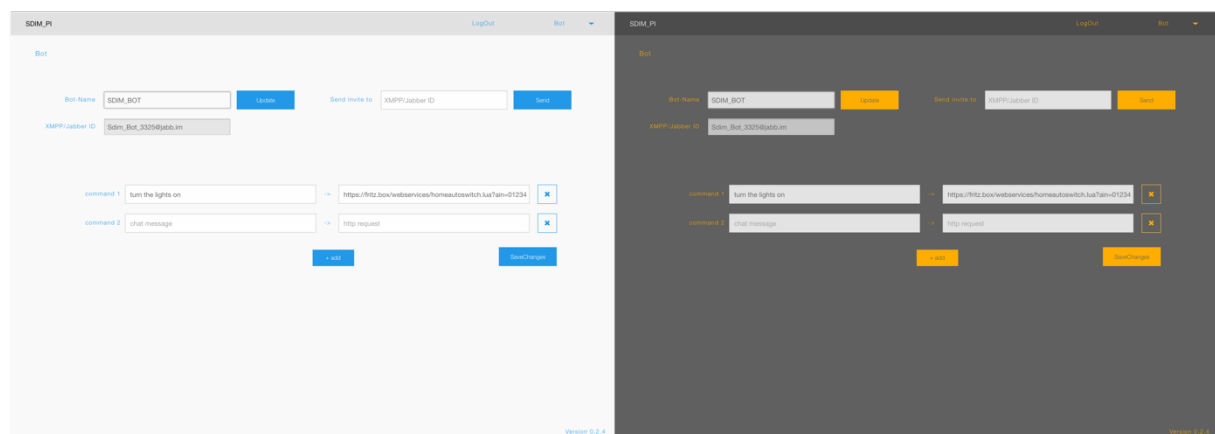 SDIM_PI LogOut Bot
Bot
Bot-Name SDIM_BOT Update Send invite to XMPP/Jabber ID Send
XMPP/Jabber ID Sdim_Bot_3325@jabb.im
command 1 turn the lights on -> https://fritz.box/webservices/homeautoswitch.lua?ain=01234
command 2 chat message -> http request
+ add SaveChanges
Version 0.2.4
SDIM_PI LogOut Bot
Bot
Bot-Name SDIM_BOT Update Send invite to XMPP/Jabber ID Send
XMPP/Jabber ID Sdim_Bot_3325@jabb.im
command 1 turn the lights on -> https://fritz.box/webservices/homeautoswitch.lua?ain=01234
command 2 chat message -> http request
+ add SaveChanges
Version 0.2.4